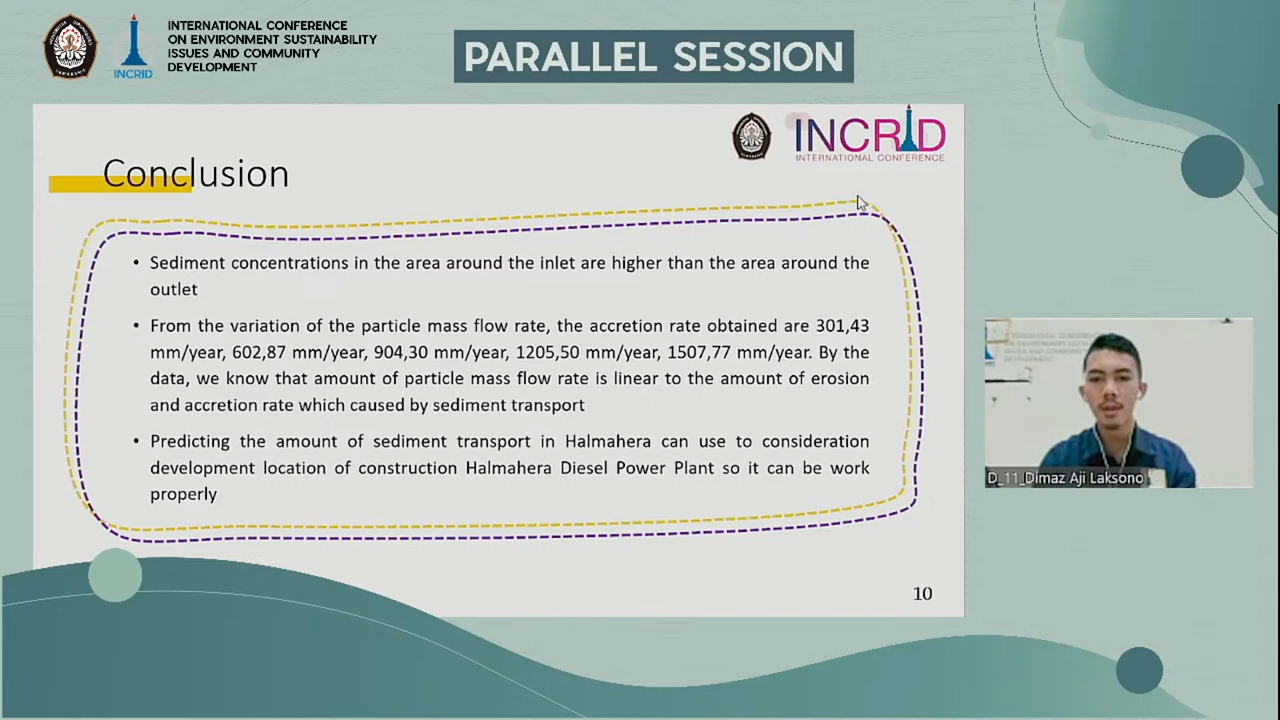 INTERNATIONAL CONFERENCE
ON ENVIRONMENT SUSTAINABILITY
ISSUES AND COMMUNITY
DEVELOPMENT
INCRID
PARALLEL SESSION
INCRID
INTERNATIONAL CONFERENCE
Conclusion
• Sediment concentrations in the area around the inlet are higher than the area around the
outlet
• From the variation of the particle mass flow rate, the accretion rate obtained are 301,43
mm/year, 602,87 mm/year, 904,30 mm/year, 1205,50 mm/year, 1507,77 mm/year. By the
data, we know that amount of particle mass flow rate is linear to the amount of erosion
and accretion rate which caused by sediment transport
• Predicting the amount of sediment transport in Halmahera can use to consideration
development location of construction Halmahera Diesel Power Plant so it can be work
properly
10
D_11_Dimaz Aji Laksono